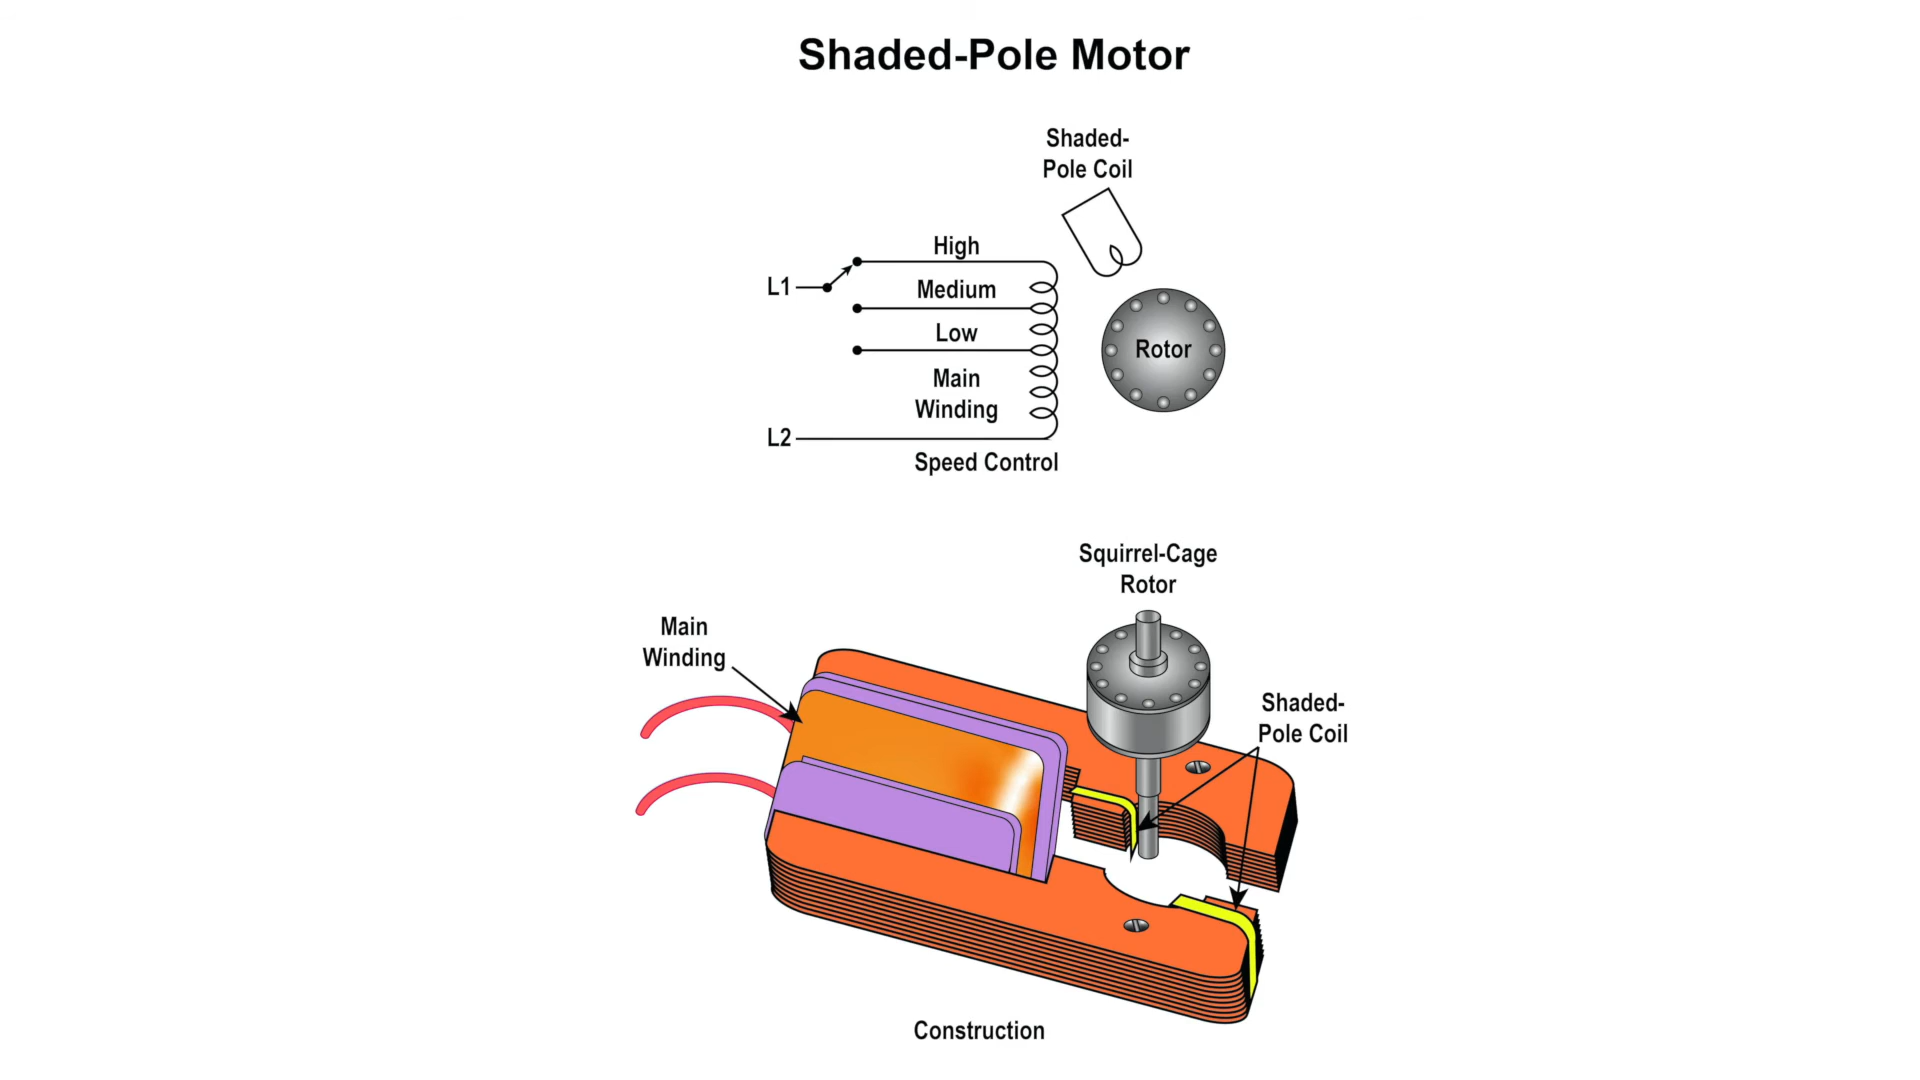 Shaded-Pole Motor
Shaded-
Pole Coil
High
L1
Medium
Low
Rotor
Main
Winding
L2
Speed Control
Squirrel-Cage
Rotor
Main
Winding
Shaded-
Pole Coil
Construction